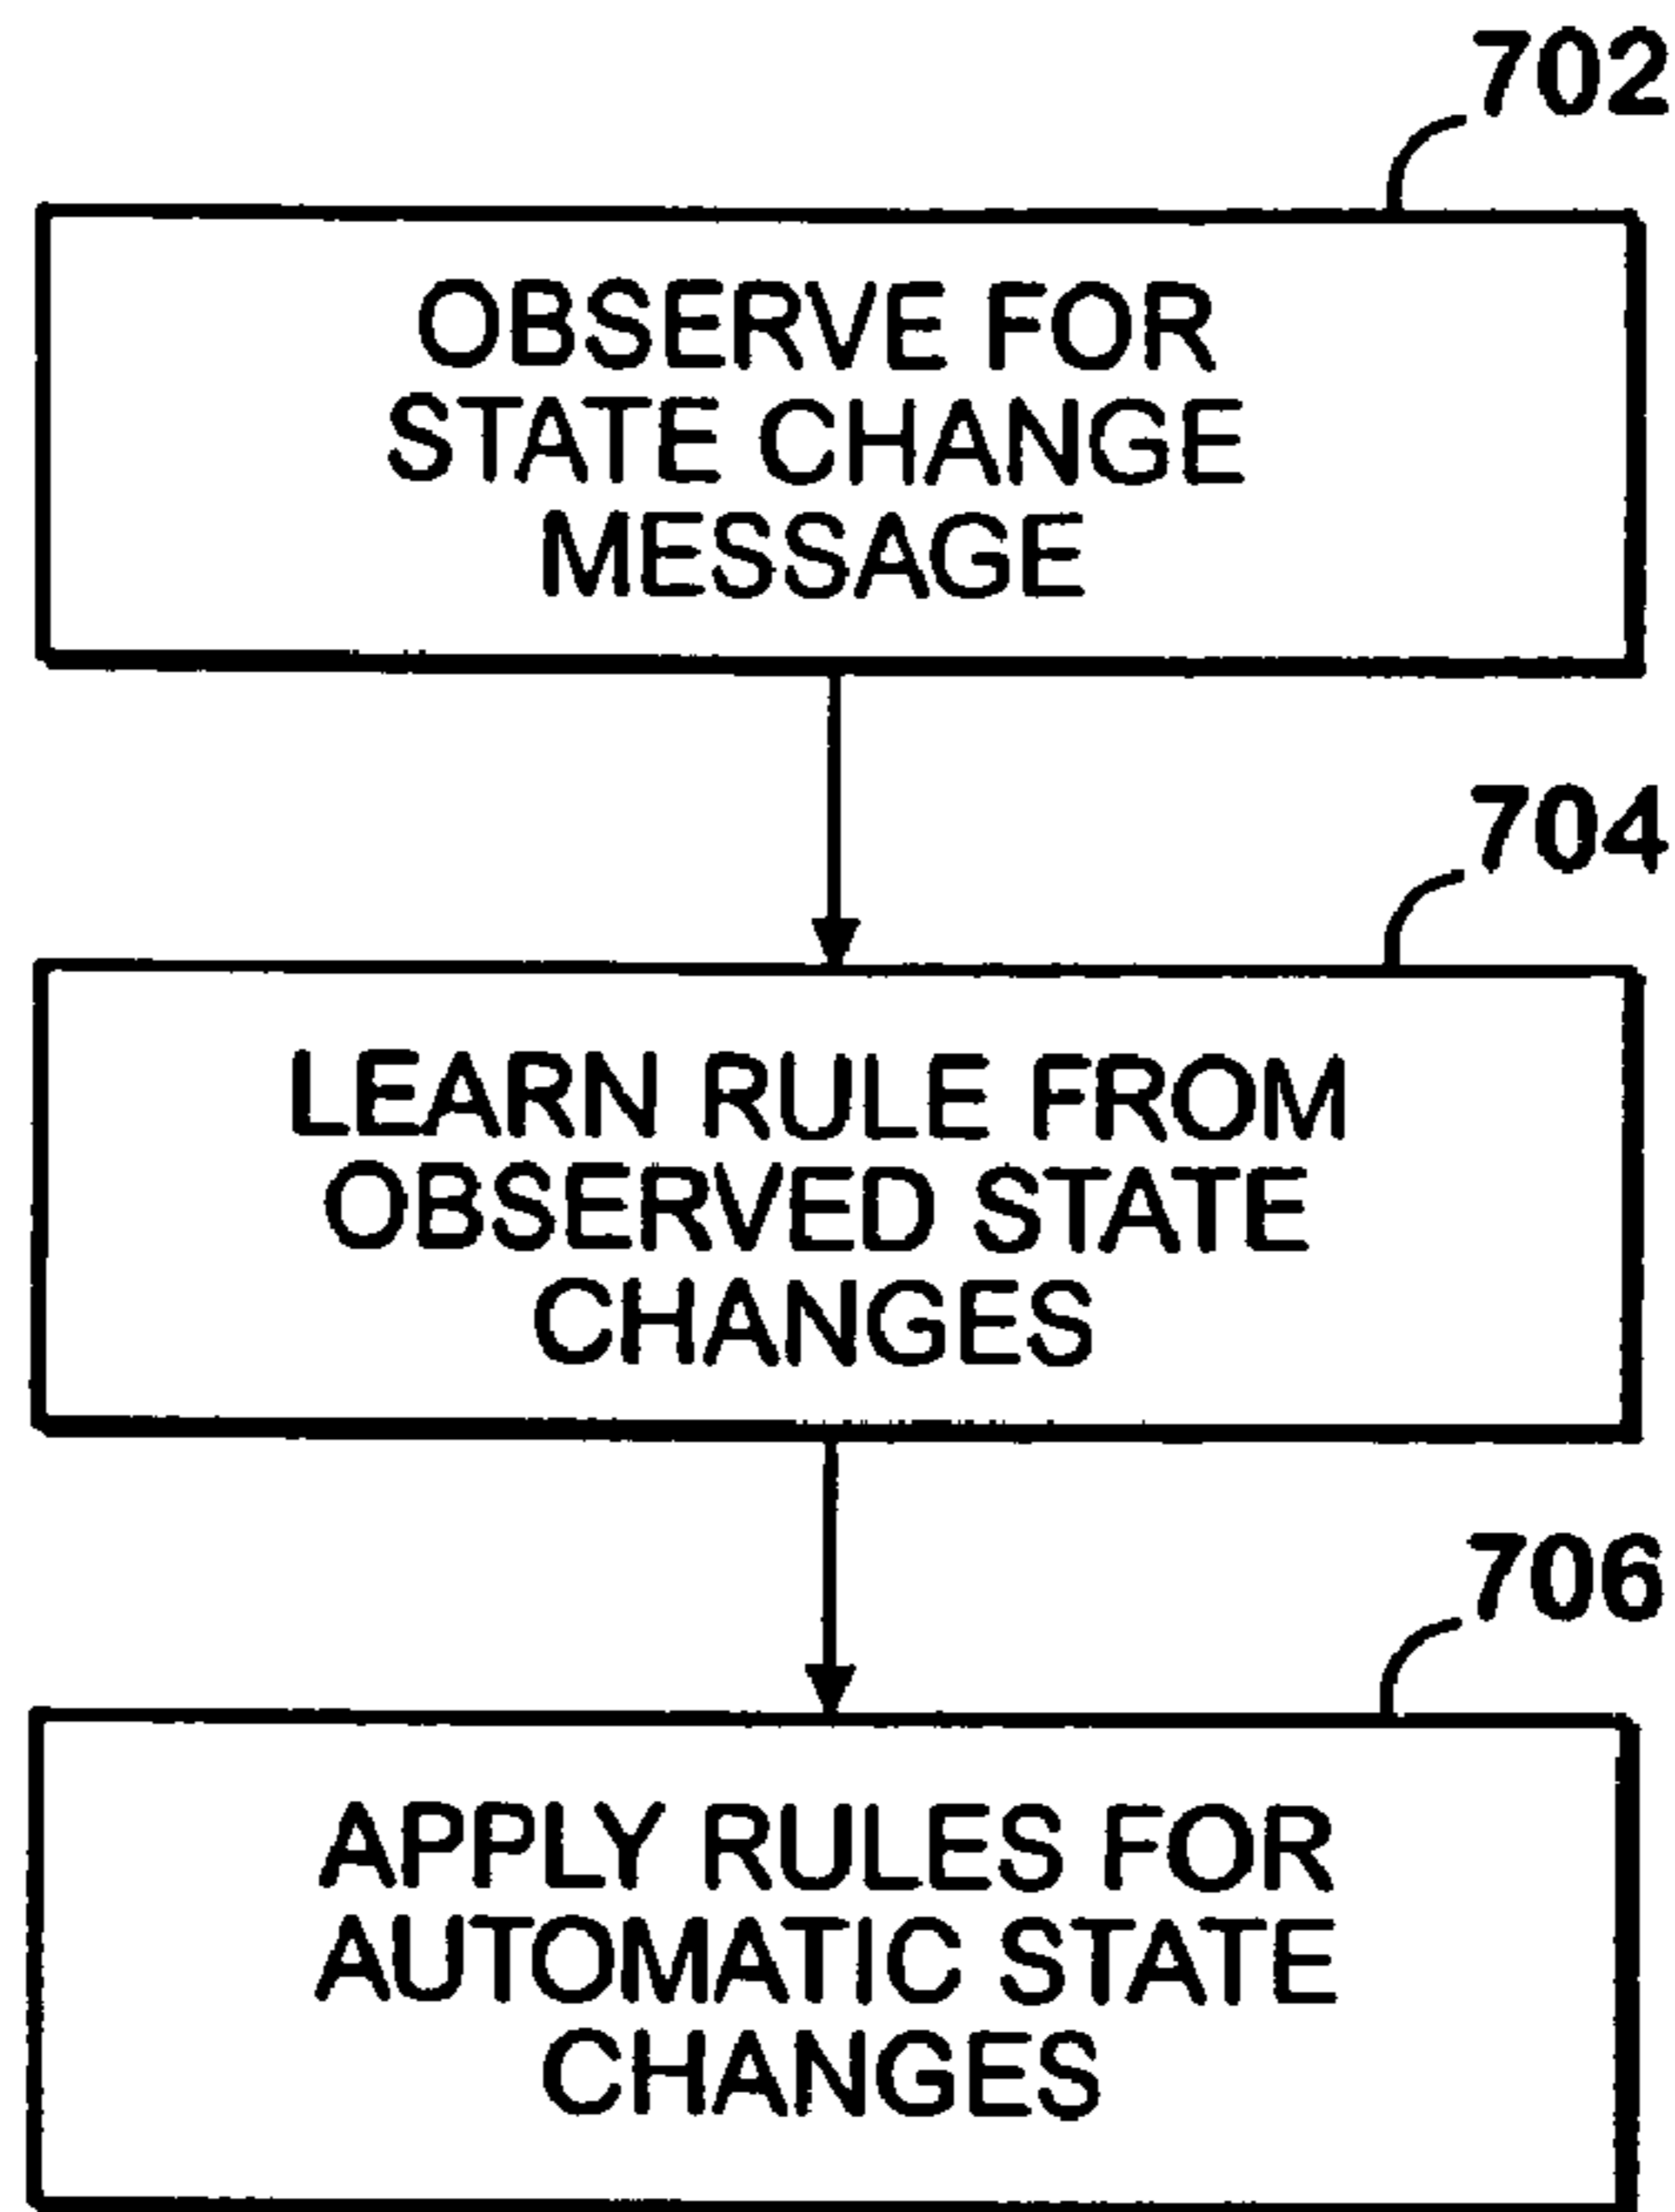 702
OBSERVE FOR
STATE CHANGE
MESSAGE
704
LEARN RULE FROM
OBSERVED STATE
CHANGES
706
APPLY RULES FOR
AUTOMATIC STATE
CHANGES